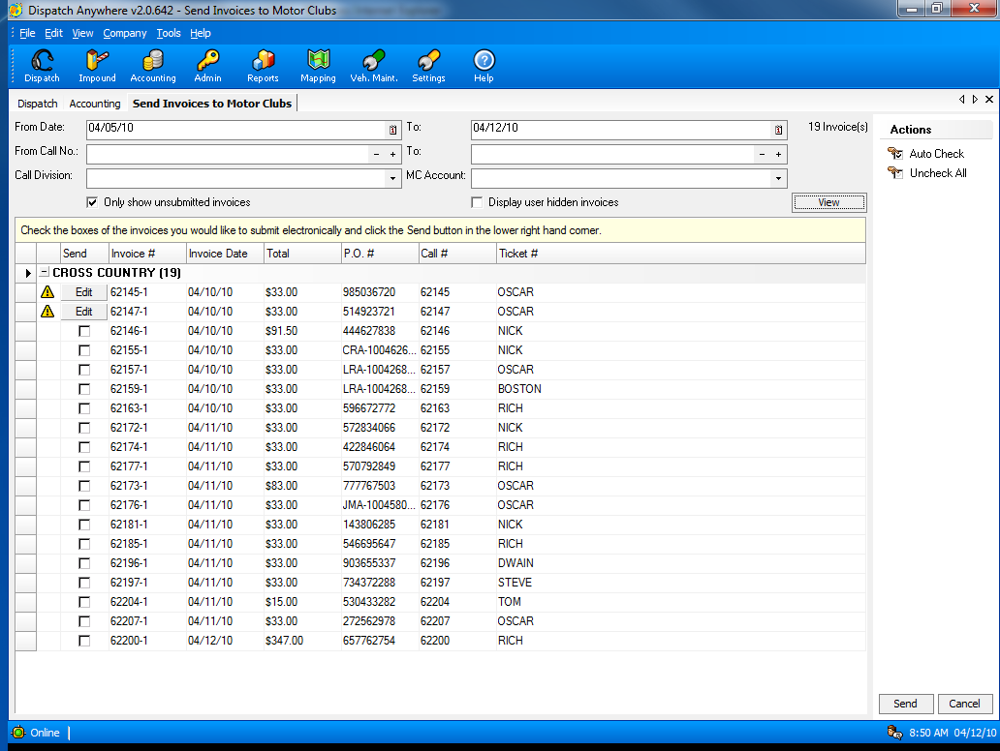 Dispatch Anywhere v2.0.642 - Send Invoices to Motor Clubs
File Edit View Company Tools Help
Dispatch Impound Accounting Admin Reports Mapping Veh. Maint. Settings Help
Dispatch Accounting Send Invoices to Motor Clubs
From Date: 04/05/10 To: 04/12/10 19 Invoice(s)
From Call No.: To:
Call Division: MC Account:
Only show unsubmitted invoices Display user hidden invoices View
Actions
Auto Check
Uncheck All
Check the boxes of the invoices you would like to submit electronically and click the Send button in the lower right hand corner.
Send Invoice # Invoice Date Total P.O. # Call # Ticket #
CROSS COUNTRY (19)
Edit 62145-1 04/10/10 $33.00 985036720 62145 OSCAR
Edit 62147-1 04/10/10 $33.00 514923721 62147 OSCAR
62146-1 04/10/10 $91.50 444627838 62146 NICK
62155-1 04/10/10 $33.00 CRA-1004626... 62155 NICK
62157-1 04/10/10 $33.00 LRA-1004268... 62157 OSCAR
62159-1 04/10/10 $33.00 LRA-1004268... 62159 BOSTON
62163-1 04/10/10 $33.00 596672772 62163 RICH
62172-1 04/11/10 $33.00 572834066 62172 NICK
62174-1 04/11/10 $33.00 422846064 62174 RICH
62177-1 04/11/10 $33.00 570792849 62177 RICH
62173-1 04/11/10 $83.00 777767503 62173 OSCAR
62176-1 04/11/10 $33.00 JMA-1004580... 62176 OSCAR
62181-1 04/11/10 $33.00 143806285 62181 NICK
62185-1 04/11/10 $33.00 546695647 62185 RICH
62196-1 04/11/10 $33.00 903655337 62196 DWAIN
62197-1 04/11/10 $33.00 734372288 62197 STEVE
62204-1 04/11/10 $15.00 530433282 62204 TOM
62207-1 04/11/10 $33.00 272562978 62207 OSCAR
62200-1 04/12/10 $347.00 657762754 62200 RICH
Send Cancel
Online 8:50 AM 04/12/10